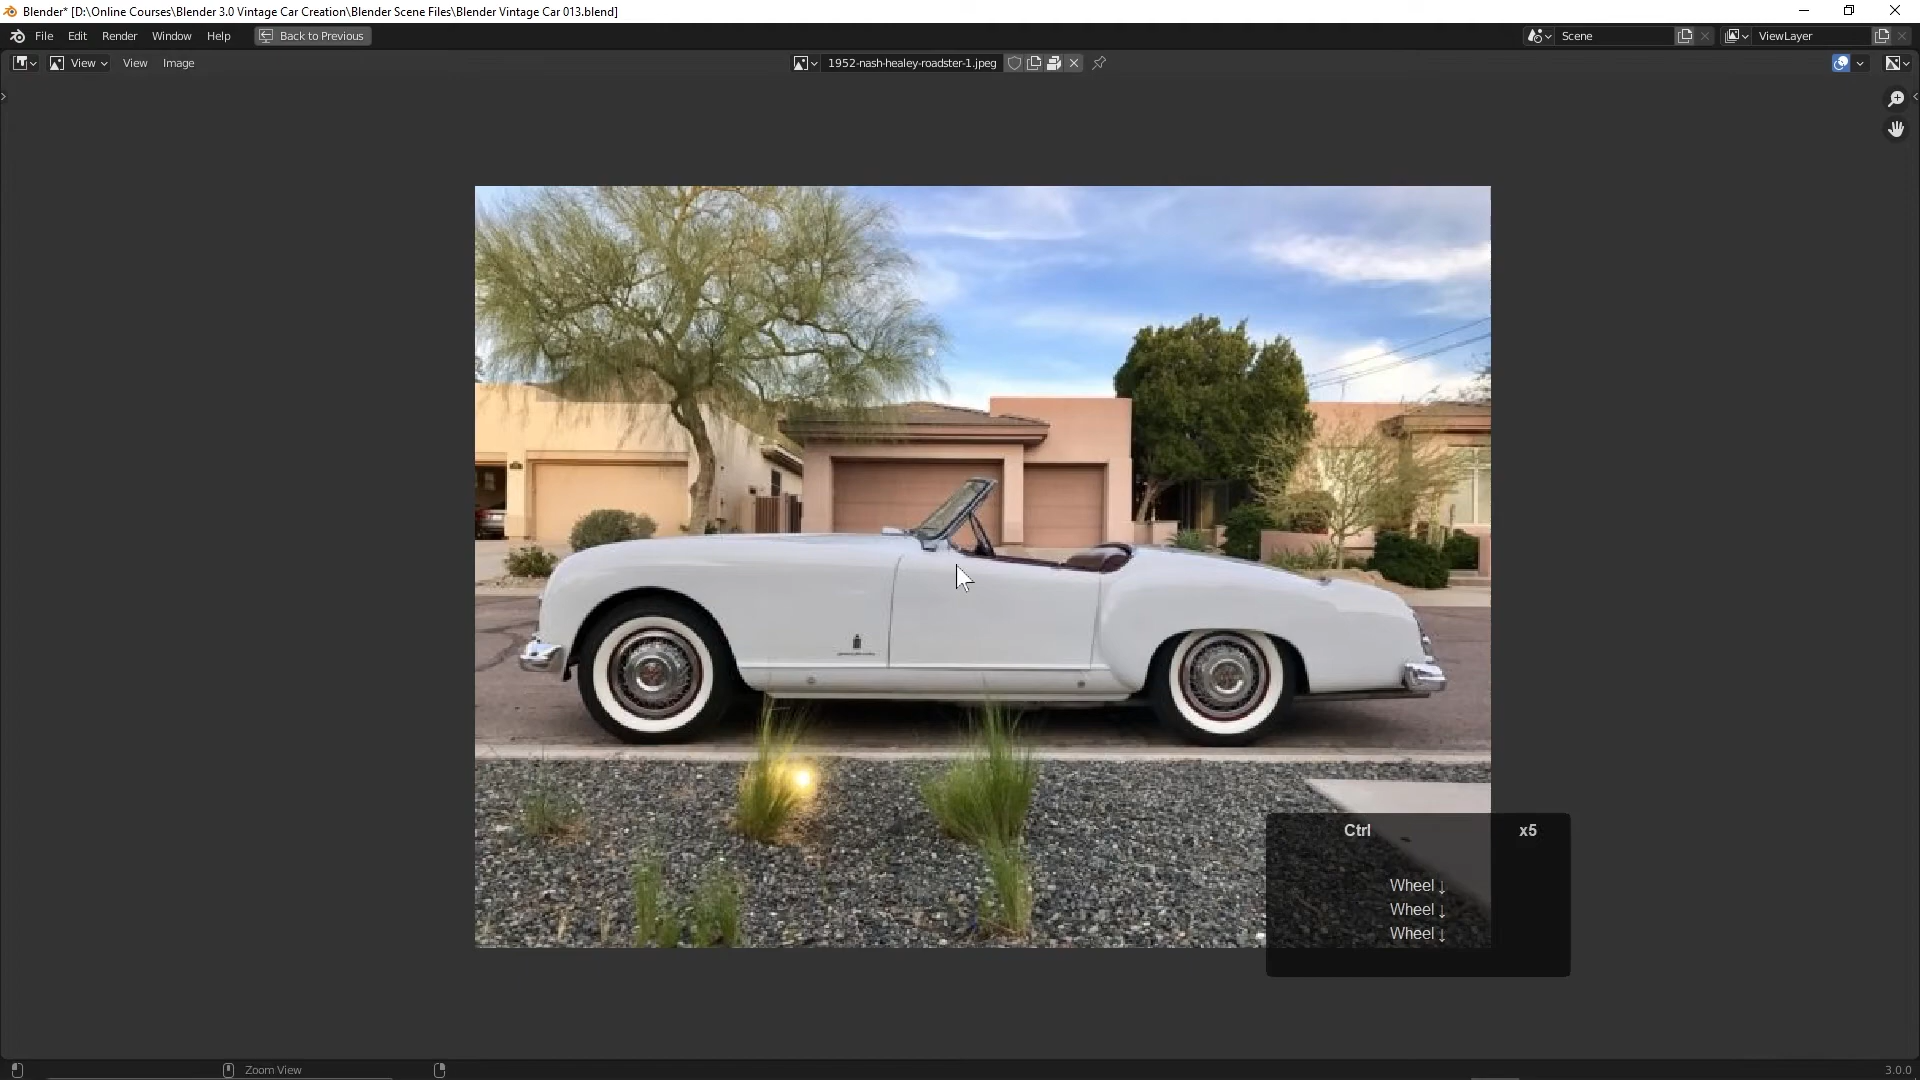 Blender* [D:\Online Courses\Blender 3.0 Vintage Car Creation\Blender Scene Files\Blender Vintage Car 013.blend]
File Edit Render Window Help Back to Previous Scene ViewLayer
View View Image 1952-nash-healey-roadster-1.jpeg
Ctrl x5
Wheel ↓
Wheel ↓
Wheel ↓
Zoom View 3.0.0